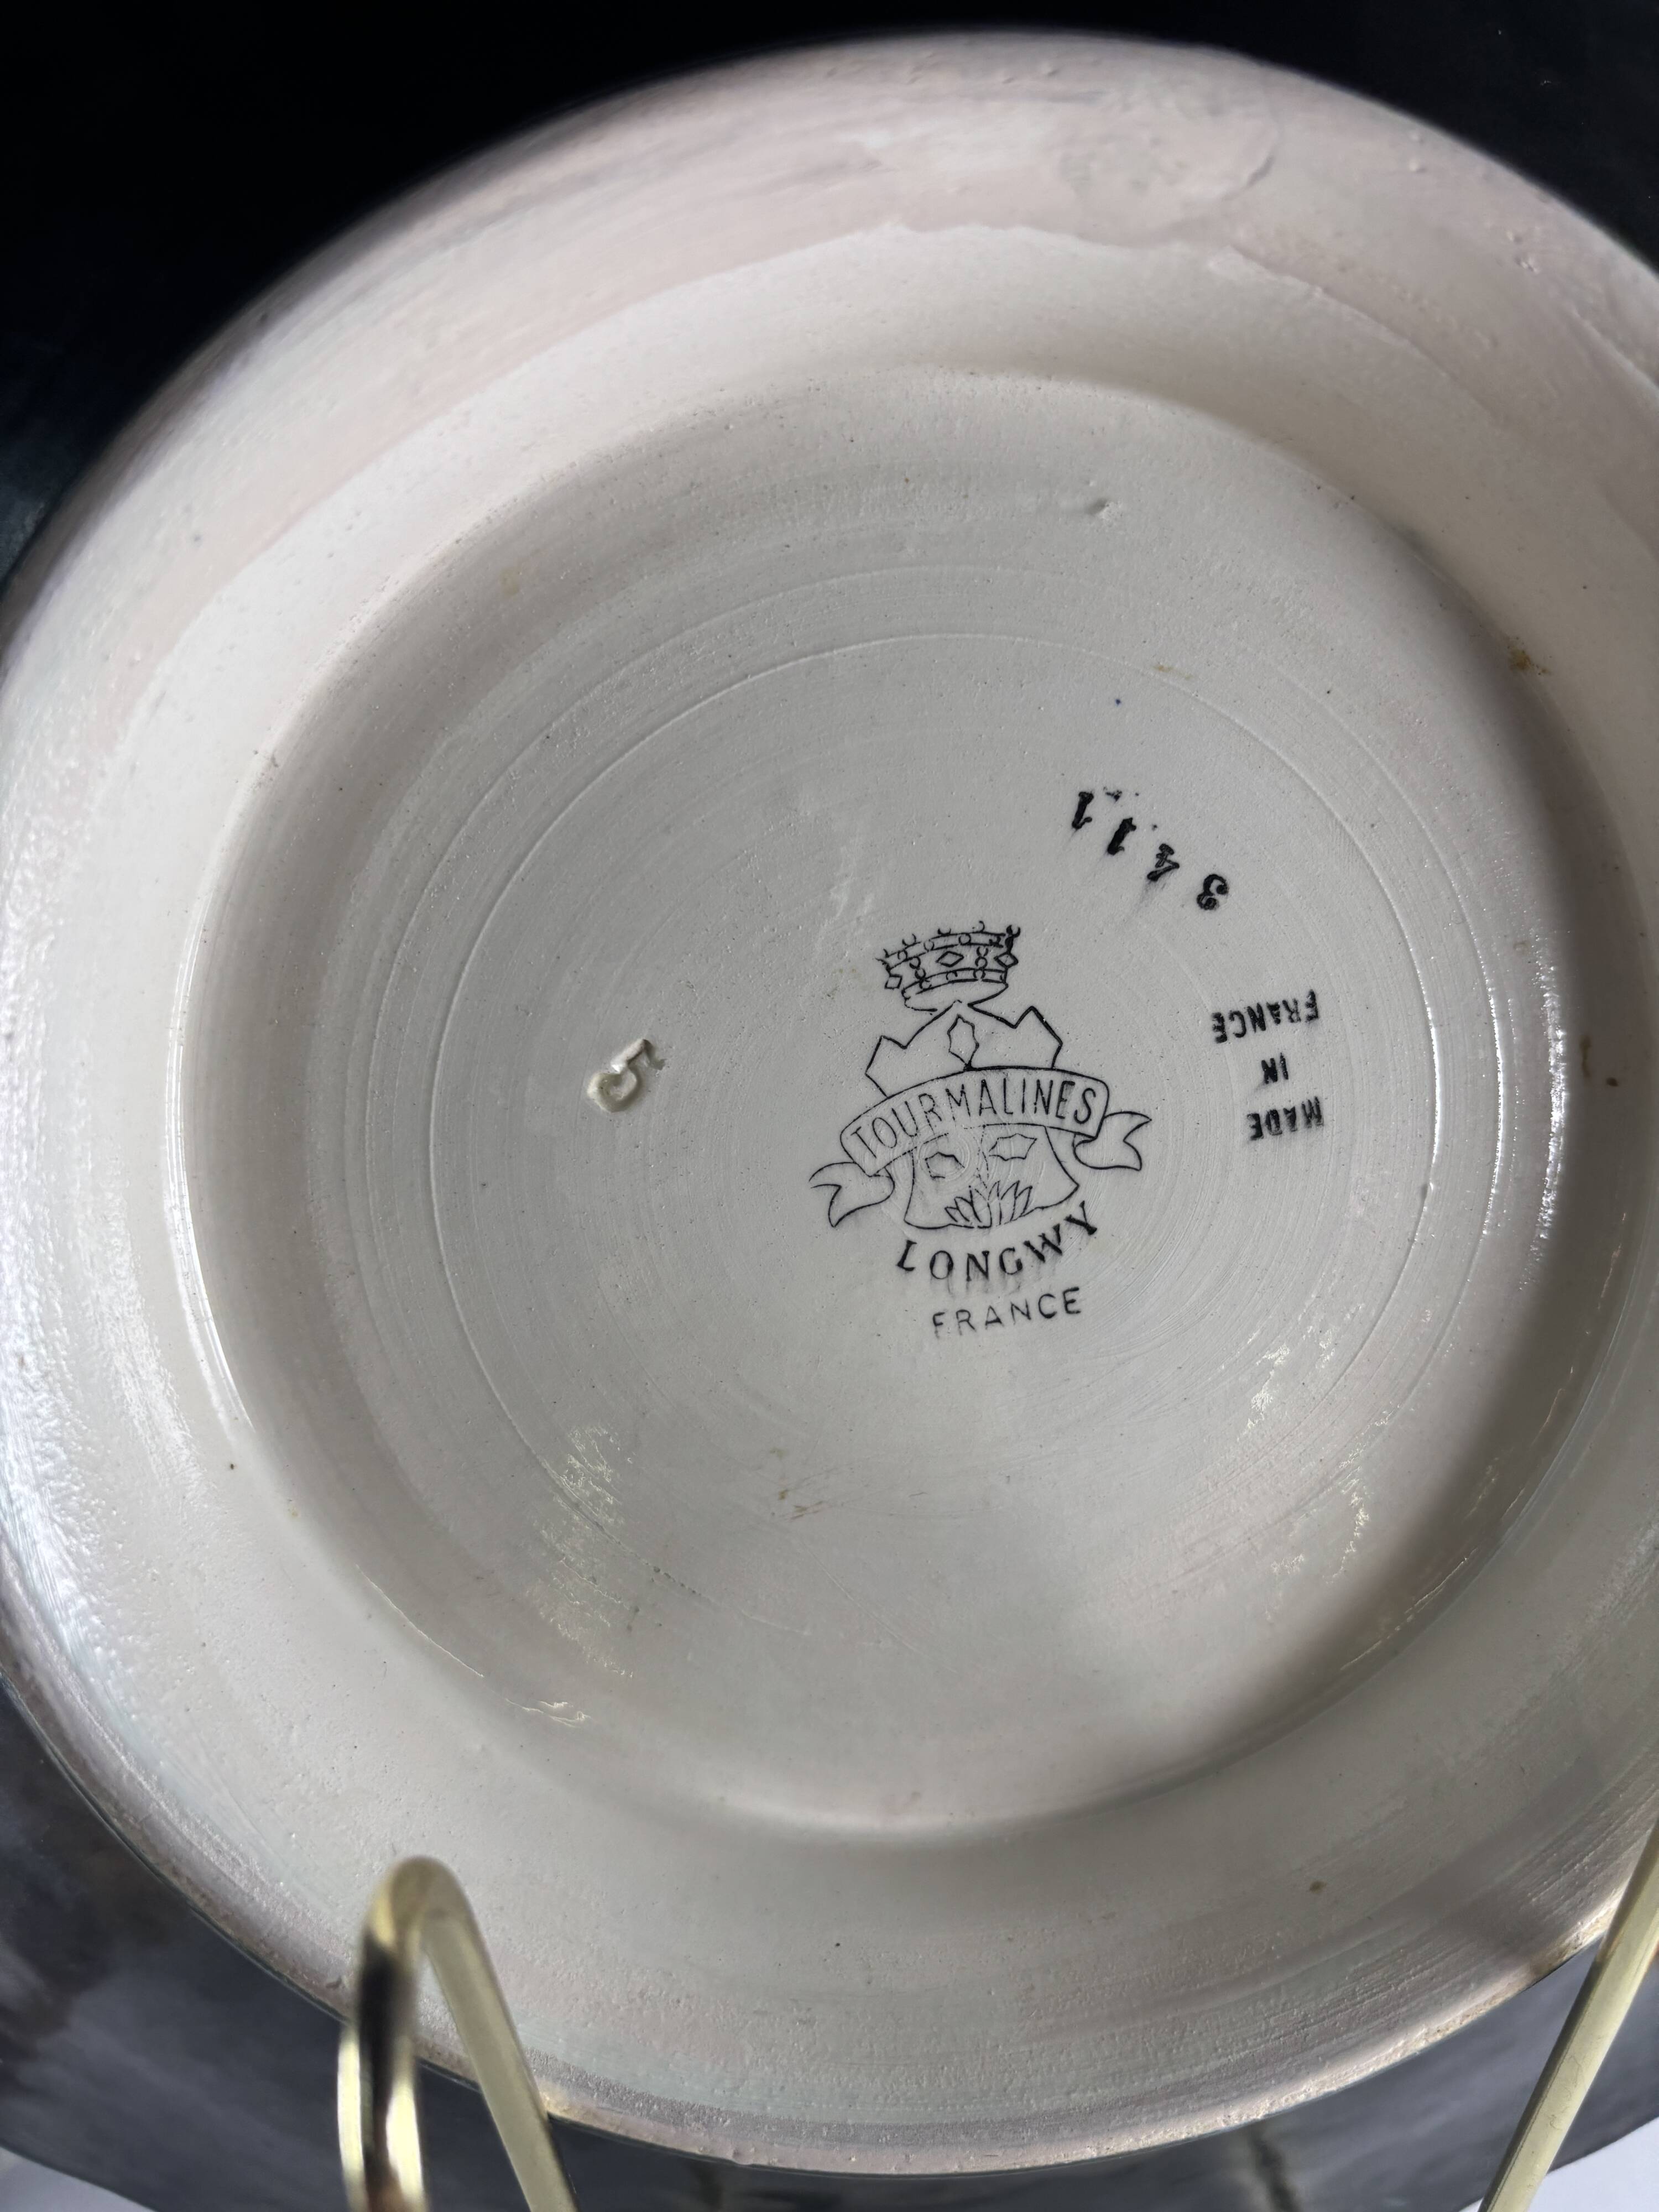 3411
MADE
IN
FRANCE
5
TOURMALINES
LONGWY
FRANCE